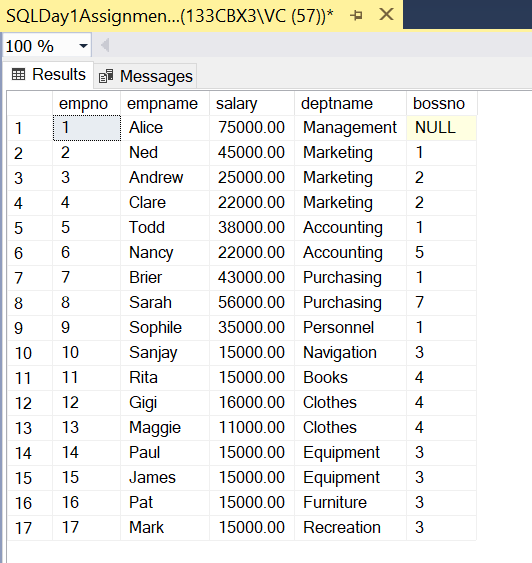 SQLDay1Assignmen...(133CBX3\VC (57))*
100 %
Results Messages
empno empname salary deptname bossno
1 1 Alice 75000.00 Management NULL
2 2 Ned 45000.00 Marketing 1
3 3 Andrew 25000.00 Marketing 2
4 4 Clare 22000.00 Marketing 2
5 5 Todd 38000.00 Accounting 1
6 6 Nancy 22000.00 Accounting 5
7 7 Brier 43000.00 Purchasing 1
8 8 Sarah 56000.00 Purchasing 7
9 9 Sophile 35000.00 Personnel 1
10 10 Sanjay 15000.00 Navigation 3
11 11 Rita 15000.00 Books 4
12 12 Gigi 16000.00 Clothes 4
13 13 Maggie 11000.00 Clothes 4
14 14 Paul 15000.00 Equipment 3
15 15 James 15000.00 Equipment 3
16 16 Pat 15000.00 Furniture 3
17 17 Mark 15000.00 Recreation 3